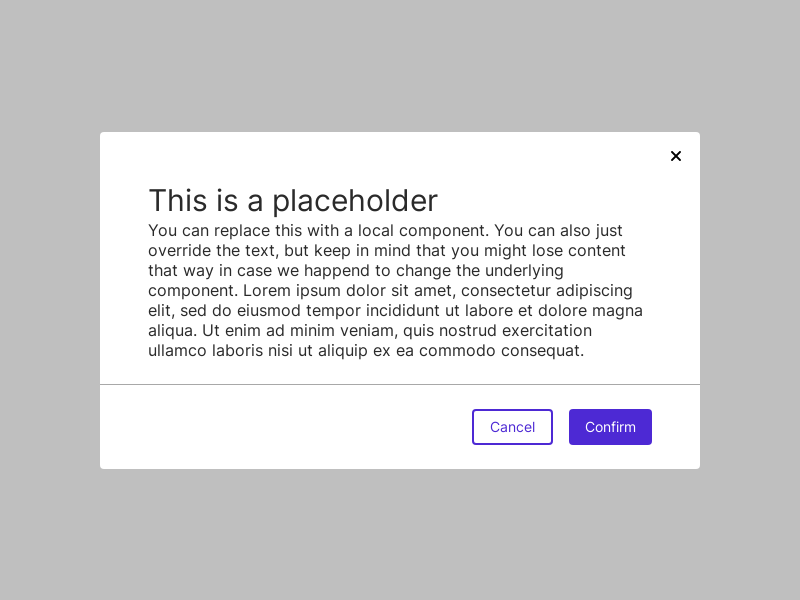 This is a placeholder
You can replace this with a local component. You can also just
override the text, but keep in mind that you might lose content
that way in case we happend to change the underlying
component. Lorem ipsum dolor sit amet, consectetur adipiscing
elit, sed do eiusmod tempor incididunt ut labore et dolore magna
aliqua. Ut enim ad minim veniam, quis nostrud exercitation
ullamco laboris nisi ut aliquip ex ea commodo consequat.
Cancel
Confirm